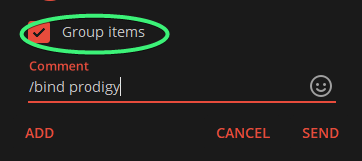 Group items
Comment
/bind prodigy
ADD CANCEL SEND